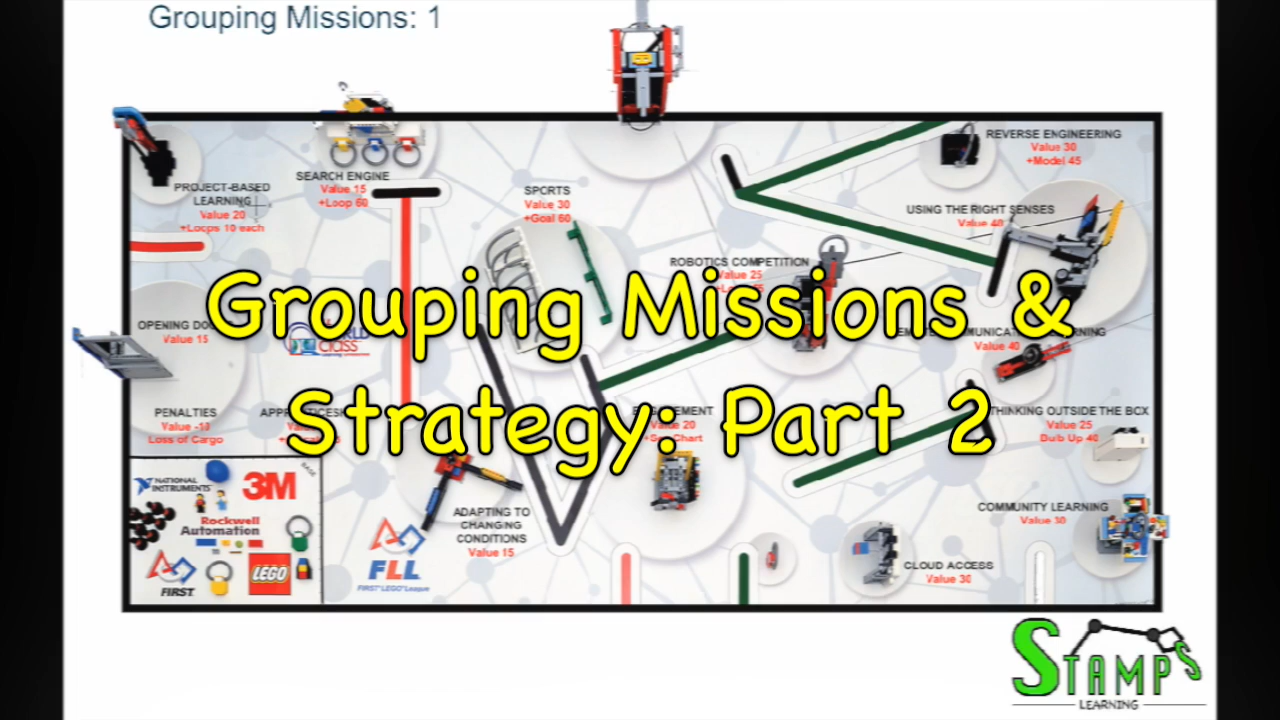 Grouping Missions: 1
REVERSE ENGINEERING
Value 30
+Model 45
SEARCH ENGINE
Value 15
+Loop 60
PROJECT-BASED
LEARNING
Value 20
+Loops 10 each
SPORTS
Value 30
+Goal 60
USING THE RIGHT SENSES
Value 40
ROBOTICS COMPETITION
Value 25
Grouping Missions &
Strategy: Part 2
OPENING
Value 15
Value 40
PENALTIES
Value -10
Loss of Cargo
Value 20
THINKING OUTSIDE THE BOX
Value 25
Bulb Up 40
BASE
NATIONAL
INSTRUMENTS
3M
Rockwell
Automation
FIRST
LEGO
ADAPTING TO
CHANGING
CONDITIONS
Value 15
FLL
FIRST LEGO League
COMMUNITY LEARNING
Value 30
CLOUD ACCESS
Value 30
STAMPS
LEARNING